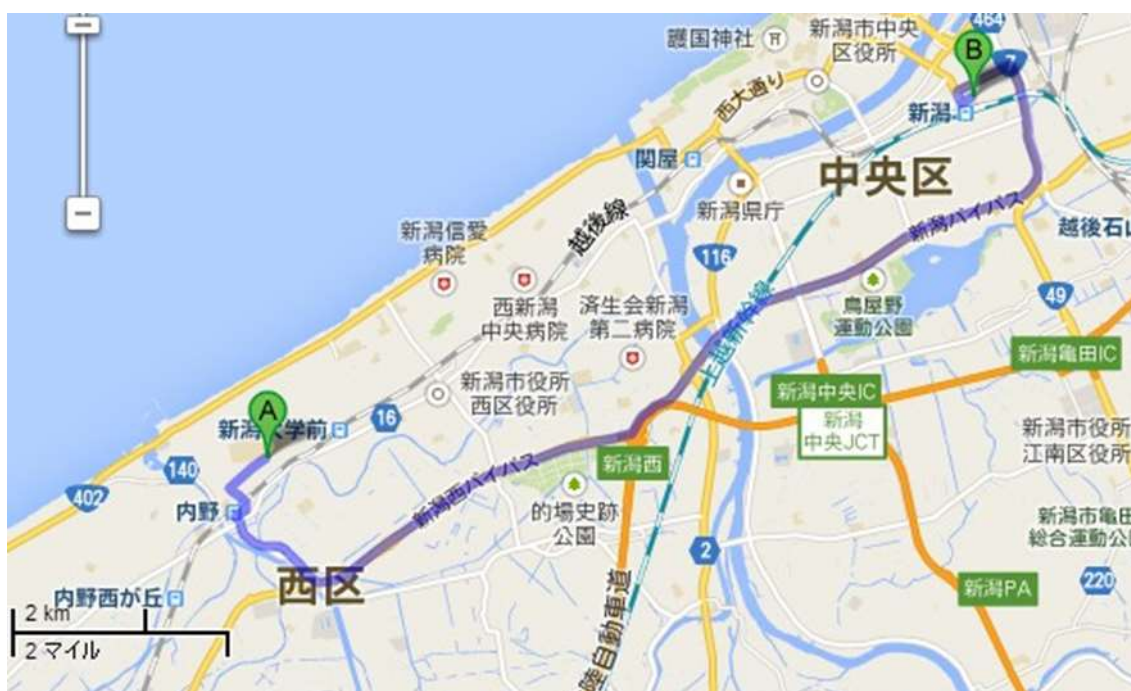 464
護国神社
新潟市中央
区役所
B
7
西大通り
新潟
関屋
中央区
新潟県庁
新潟バイパス
越後石山
越後線
新潟信愛
病院
116
西新潟
中央病院
済生会新潟
第二病院
上越新幹線
鳥屋野
運動公園
49
新潟亀田IC
新潟市役所
西区役所
新潟中央IC
新潟
中央JCT
A
新潟大学前
16
新潟市役所
江南区役所
140
新潟西
402
内野
新潟西バイパス
的場史跡
公園
新潟市亀田
総合運動公
2
西区
220
内野西が丘
新潟PA
陸自動車道
2 km
2 マイル